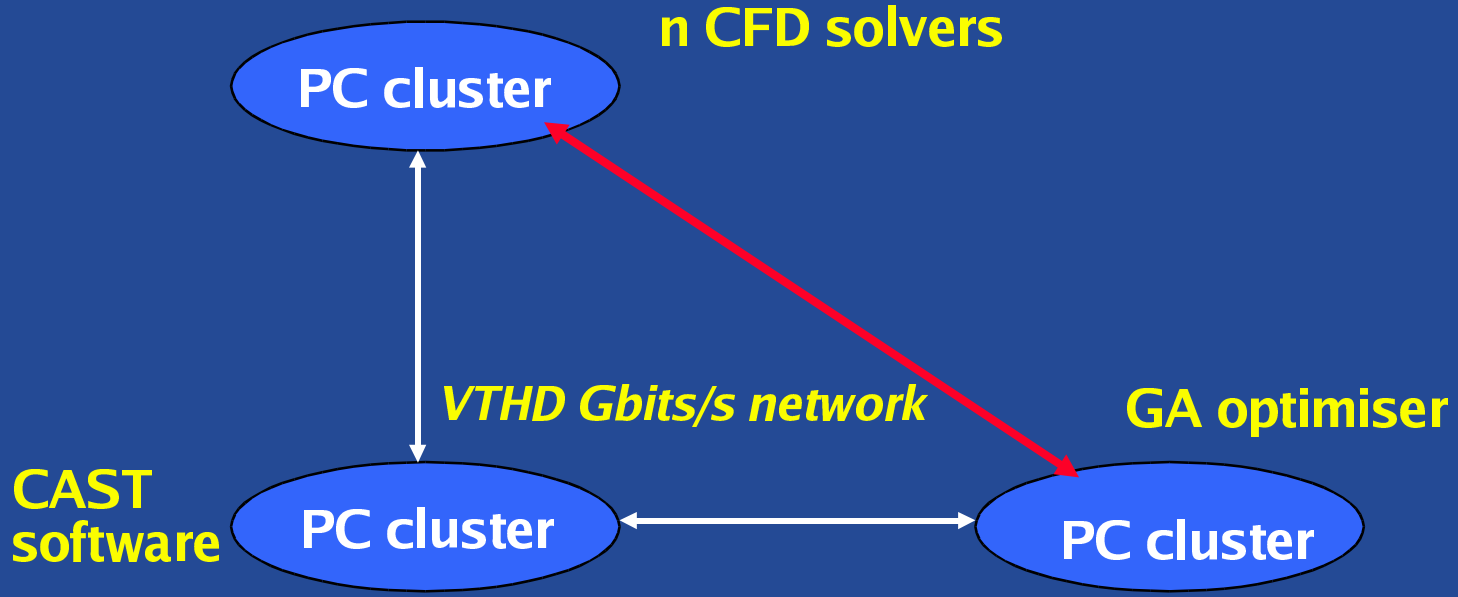 n CFD solvers
PC cluster
VTHD Gbits/s network
GA optimiser
CAST
software
PC cluster
PC cluster